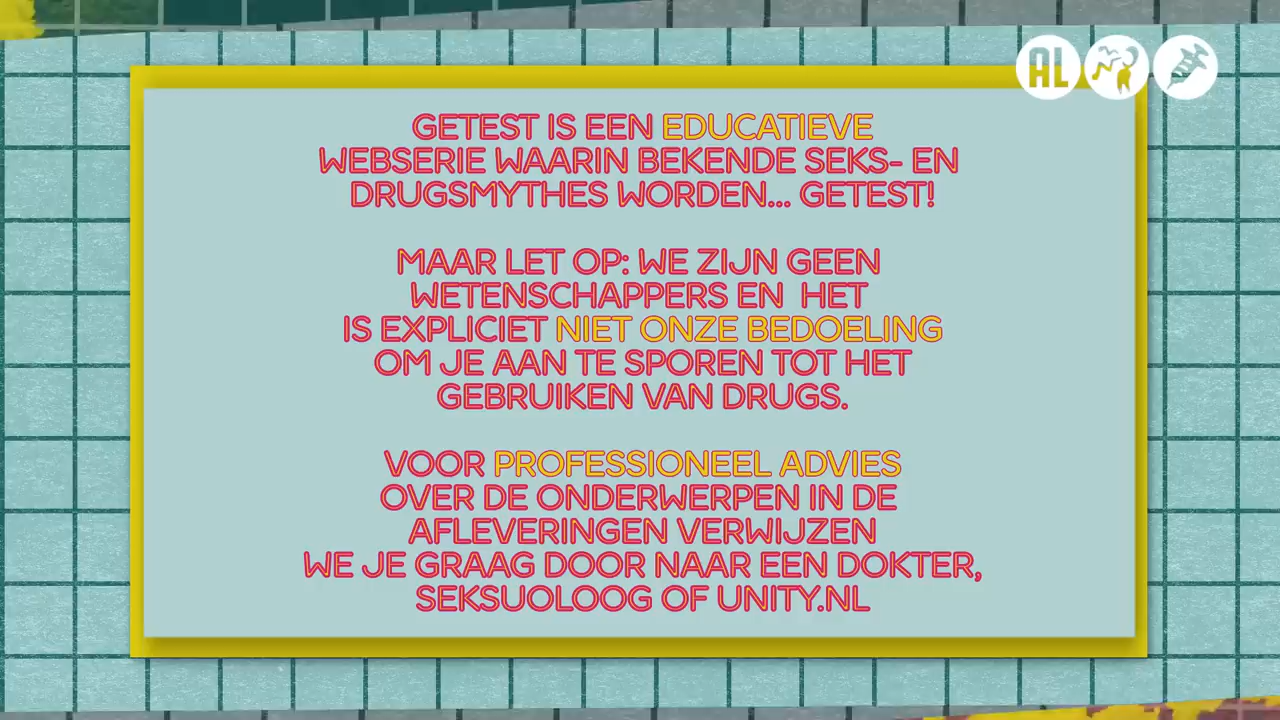 AL
GETEST IS EEN EDUCATIEVE
WEBSERIE WAARIN BEKENDE SEKS- EN
DRUGSMYTHES WORDEN... GETEST!
MAAR LET OP: WE ZIJN GEEN
WETENSCHAPPERS EN HET
IS EXPLICIET NIET ONZE BEDOELING
OM JE AAN TE SPOREN TOT HET
GEBRUIKEN VAN DRUGS.
VOOR PROFESSIONEEL ADVIES
OVER DE ONDERWERPEN IN DE
AFLEVERINGEN VERWIJZEN
WE JE GRAAG DOOR NAAR EEN DOKTER,
SEKSUOLOOG OF UNITY.NL